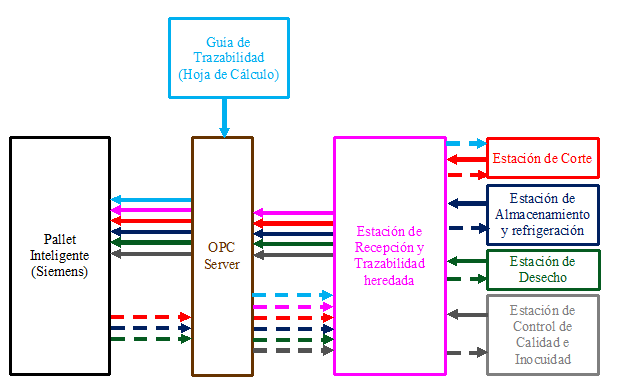 Guia de
Trazabilidad
(Hoja de Cálculo)
Pallet
Inteligente
(Siemens)
OPC
Server
Estación de
Recepción y
Trazabilidad
heredada
Estación de Corte
Estación de
Almacenamiento
y refrigeración
Estación de
Desecho
Estación de
Control de
Calidad e
Inocuidad